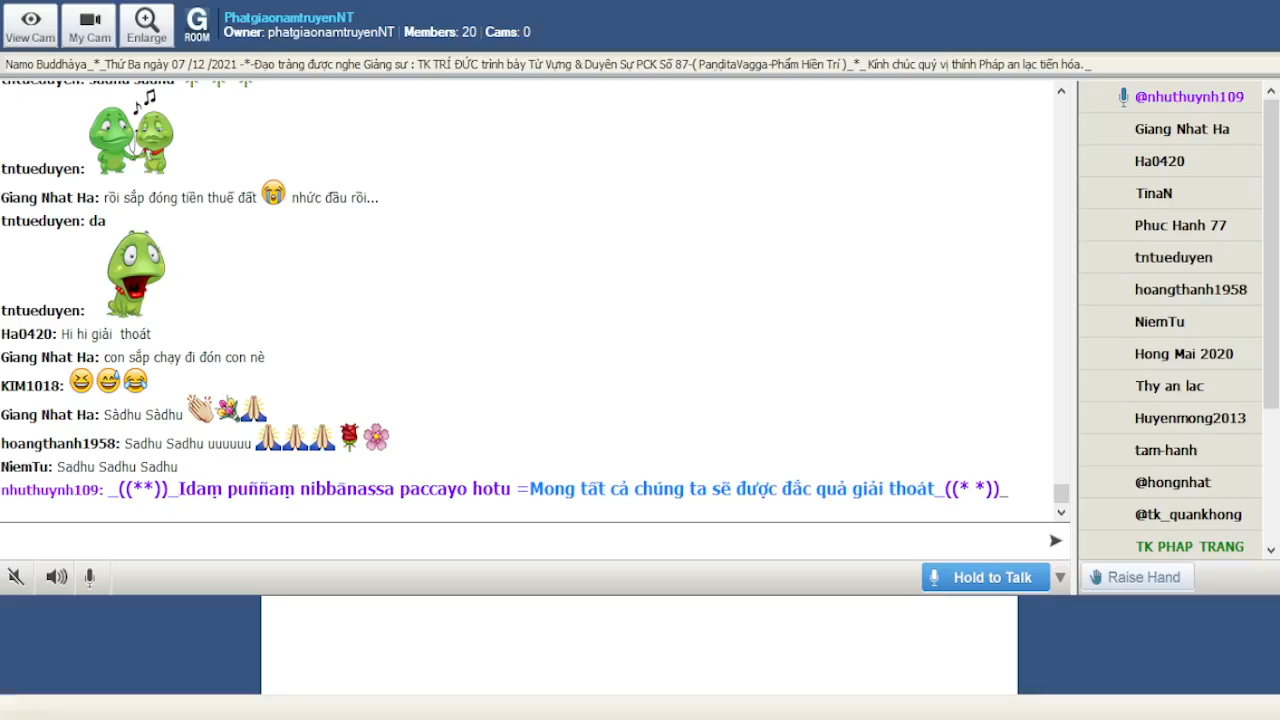 View Cam
My Cam
Enlarge
G
ROOM
PhatgiaonamtruyenNT
Owner: phatgiaonamtruyenNT | Members: 20 | Cams: 0
Namo Buddhàya_*_Thứ Ba ngày 07 /12 /2021 -*-Đạo tràng được nghe Giảng sư : TK TRÍ ĐỨC trình bày Từ Vựng & Duyên Sự PCK Số 87-( PaṇḍitaVagga-Phẩm Hiền Trí )_*_ Kính chúc quý vị thính Pháp an lạc tiến hóa._
tntueduyen: sadhu sadhu
tntueduyen:
Giang Nhat Ha: rồi sắp đóng tiền thuế đất 😭 nhức đầu rồi...
tntueduyen: da
tntueduyen:
Ha0420: Hi hi giải thoát
Giang Nhat Ha: con sắp chạy đi đón con nè
KIM1018: 😆😅😂
Giang Nhat Ha: Sàdhu Sàdhu 👏💐🙏
hoangthanh1958: Sadhu Sadhu uuuuuu 🙏🙏🙏🌹🌸
NiemTu: Sadhu Sadhu Sadhu
nhuthuynh109: _((**))_Idaṃ puññaṃ nibbānassa paccayo hotu =Mong tất cả chúng ta sẽ được đắc quả giải thoát_((* *))_
@nhuthuynh109
Giang Nhat Ha
Ha0420
TinaN
Phuc Hanh 77
tntueduyen
hoangthanh1958
NiemTu
Hong Mai 2020
Thy an lac
Huyenmong2013
tam-hanh
@hongnhat
@tk_quankhong
TK PHAP TRANG
Hold to Talk
Raise Hand